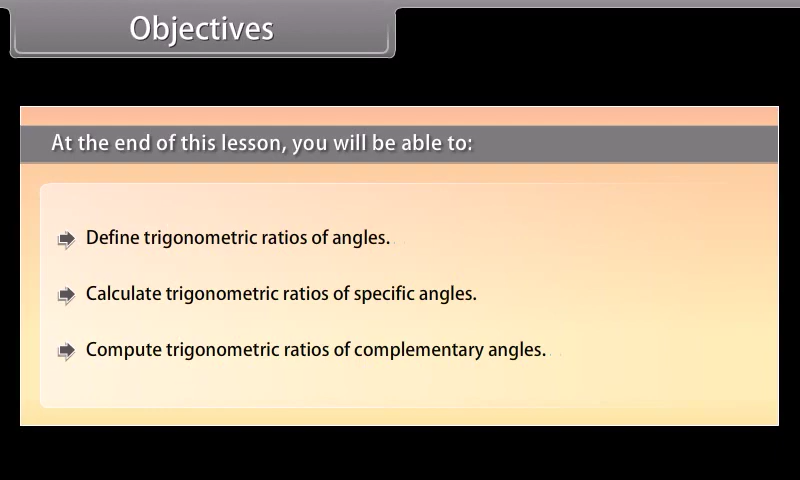 Objectives
At the end of this lesson, you will be able to:
Define trigonometric ratios of angles.
Calculate trigonometric ratios of specific angles.
Compute trigonometric ratios of complementary angles.